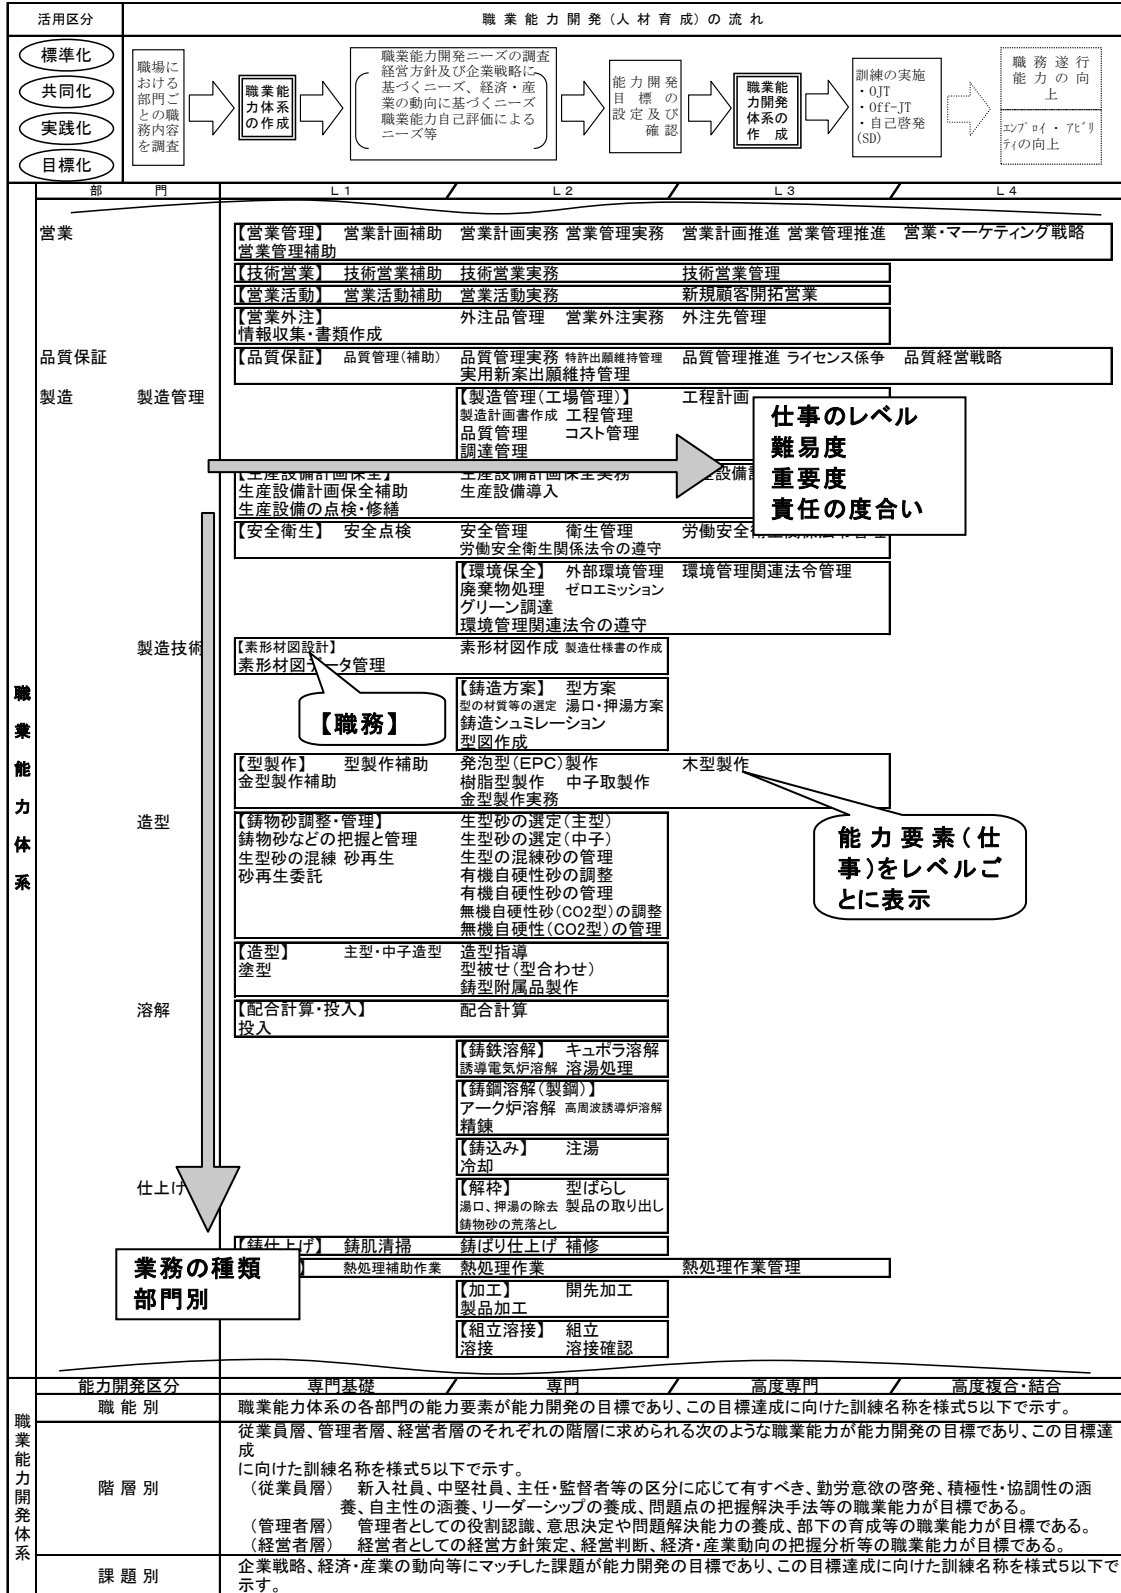 活用区分
職業能力開発(人材育成)の流れ
標準化
共同化
実践化
目標化
職場に
おける
部門ご
との職
務内容
を調査
職業能
力体系
の作成
職業能力開発ニーズの調査
経営方針及び企業戦略に
基づくニーズ、経済・産
業の動向に基づくニーズ
職業能力自己評価による
ニーズ等
能力開発
目標の
設定及び
確認
職業能
力開発
体系の
作成
訓練の実施
・OJT
・Off-JT
・自己啓発
(SD)
職務遂行
能力の向
上
エンプロイ・アビリ
ティの向上
部 門
L1
L2
L3
L4
職業能力体系
営業
【営業管理】 営業計画補助 営業計画実務 営業管理実務 営業計画推進 営業管理推進 営業・マーケティング戦略
営業管理補助
【技術営業】 技術営業補助 技術営業実務 技術営業管理
【営業活動】 営業活動補助 営業活動実務 新規顧客開拓営業
【営業外注】 外注品管理 営業外注実務 外注先管理
情報収集・書類作成
品質保証
【品質保証】 品質管理(補助) 品質管理実務 特許出願維持管理 品質管理推進 ライセンス係争 品質経営戦略
実用新案出願維持管理
製造 製造管理
【製造管理(工場管理)】 工程計画
製造計画書作成 工程管理
品質管理 コスト管理
調達管理
仕事のレベル
難易度
重要度
責任の度合い
【生産設備計画保全】 生産設備計画保全実務
生産設備計画保全補助 生産設備導入
生産設備の点検・修繕
【安全衛生】 安全点検 安全管理 衛生管理 労働安全衛生関係法令管理
労働安全衛生関係法令の遵守
【環境保全】 外部環境管理 環境管理関連法令管理
廃棄物処理 ゼロエミッション
グリーン調達
環境管理関連法令の遵守
製造技術
【素形材図設計】 素形材図作成 製造仕様書の作成
素形材図データ管理
【職務】
【鋳造方案】 型方案
型の材質等の選定 湯口・押湯方案
鋳造シュミレーション
型図作成
【型製作】 型製作補助 発泡型(EPC)製作 木型製作
金型製作補助 樹脂型製作 中子取製作
金型製作実務
能力要素(仕
事)をレベルご
とに表示
造型
【鋳物砂調整・管理】 生型砂の選定(主型)
鋳物砂などの把握と管理 生型砂の選定(中子)
生型砂の混練 砂再生 生型の混練砂の管理
砂再生委託 有機自硬性砂の調整
有機自硬性砂の管理
無機自硬性砂(CO2型)の調整
無機自硬性(CO2型)の管理
【造型】 主型・中子造型 造型指導
塗型 型被せ(型合わせ)
鋳型附属品製作
溶解
【配合計算・投入】 配合計算
投入
【鋳鉄溶解】 キュポラ溶解
誘導電気炉溶解 溶湯処理
【鋳鋼溶解(製鋼)】
アーク炉溶解 高周波誘導炉溶解
精錬
【鋳込み】 注湯
冷却
仕上げ
【解枠】 型ばらし
湯口、押湯の除去 製品の取り出し
鋳物砂の荒落とし
【鋳仕上げ】 鋳肌清掃 鋳ばり仕上げ 補修
業務の種類
部門別
】 熱処理補助作業 熱処理作業 熱処理作業管理
【加工】 開先加工
製品加工
【組立溶接】 組立
溶接 溶接確認
職業能力開発体系
能力開発区分 専門基礎 専門 高度専門 高度複合・結合
職能別 職業能力体系の各部門の能力要素が能力開発の目標であり、この目標達成に向けた訓練名称を様式5以下で示す。
階層別
従業員層、管理者層、経営者層のそれぞれの階層に求められる次のような職業能力が能力開発の目標であり、この目標達
成
に向けた訓練名称を様式5以下で示す。
(従業員層) 新入社員、中堅社員、主任・監督者等の区分に応じて有すべき、勤労意欲の啓発、積極性・協調性の涵
養、自主性の涵養、リーダーシップの養成、問題点の把握解決手法等の職業能力が目標である。
(管理者層) 管理者としての役割認識、意思決定や問題解決能力の養成、部下の育成等の職業能力が目標である。
(経営者層) 経営者としての経営方針策定、経営判断、経済・産業動向の把握分析等の職業能力が目標である。
課題別
企業戦略、経済・産業の動向等にマッチした課題が能力開発の目標であり、この目標達成に向けた訓練名称を様式5以下で
示す。